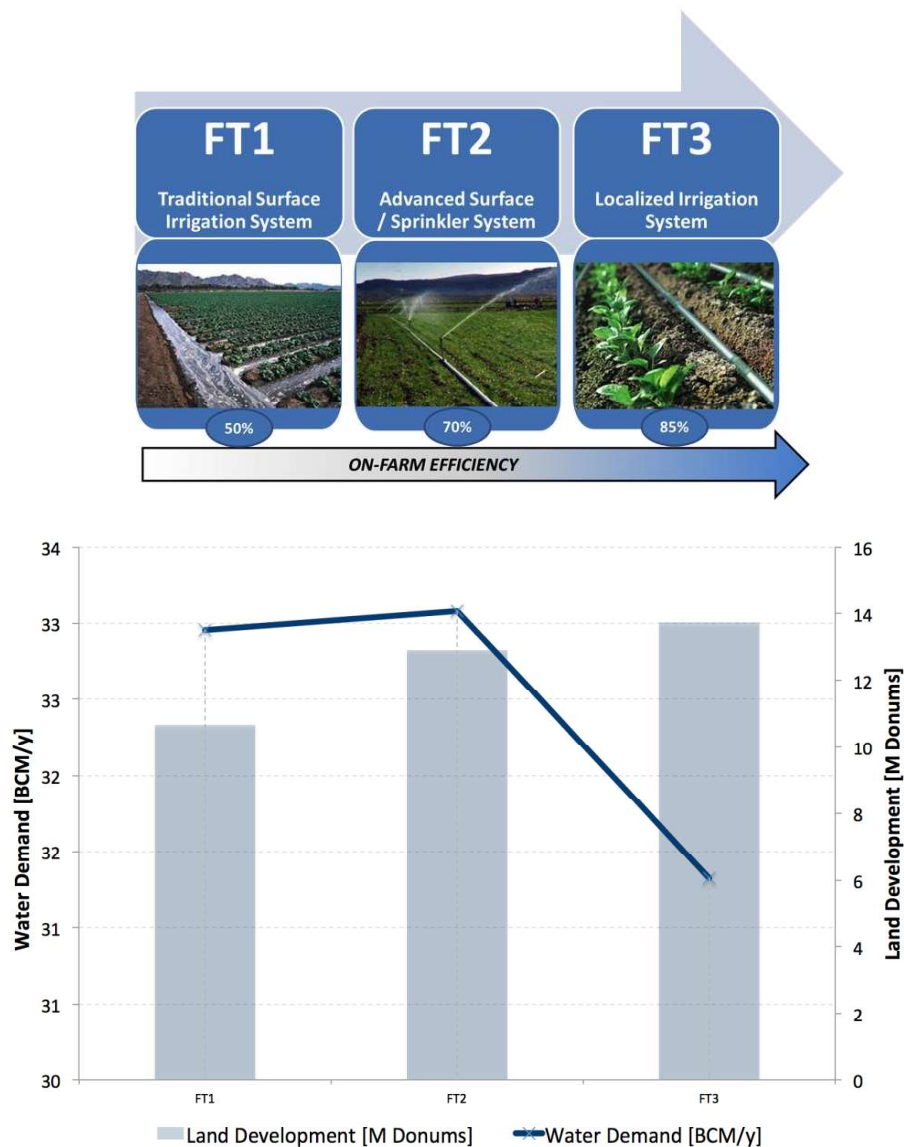 FT1
Traditional Surface
Irrigation System
50%
FT2
Advanced Surface
/ Sprinkler System
70%
FT3
Localized Irrigation
System
85%
ON-FARM EFFICIENCY
Water Demand [BCM/y]
34
33
33
32
32
31
31
30
Land Development [M Donums]
16
14
12
10
8
6
4
2
0
FT1
FT2
FT3
Land Development [M Donums]
Water Demand [BCM/y]